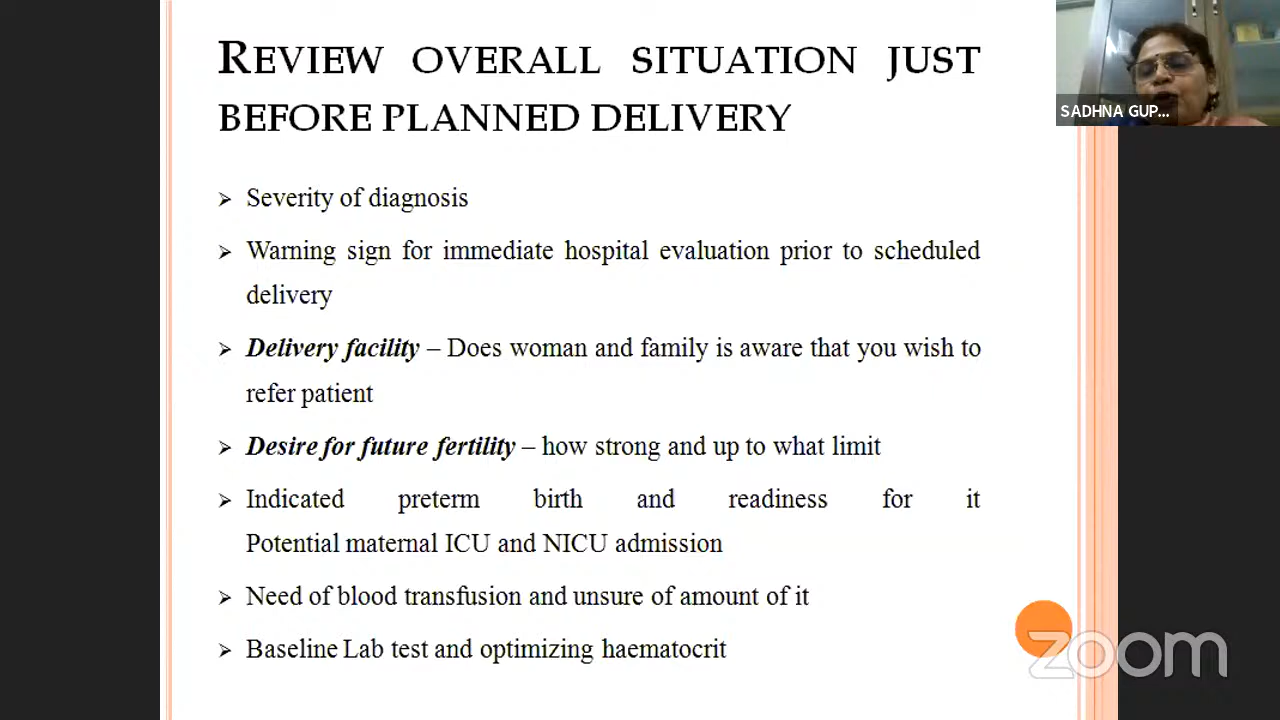 REVIEW OVERALL SITUATION JUST
BEFORE PLANNED DELIVERY
SADHNA GUP...
➢ Severity of diagnosis
➢ Warning sign for immediate hospital evaluation prior to scheduled
delivery
➢ Delivery facility – Does woman and family is aware that you wish to
refer patient
➢ Desire for future fertility – how strong and up to what limit
➢ Indicated preterm birth and readiness for it
Potential maternal ICU and NICU admission
➢ Need of blood transfusion and unsure of amount of it
➢ Baseline Lab test and optimizing haematocrit
zoom